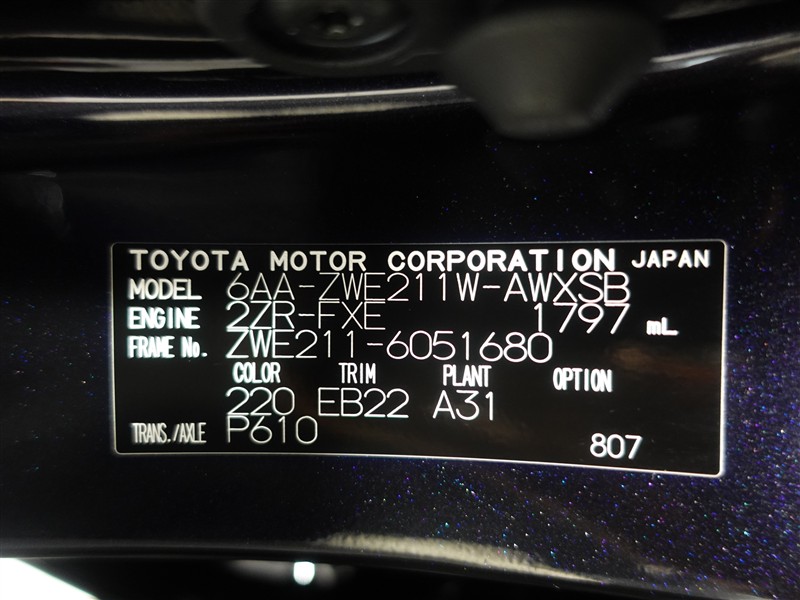 TOYOTA MOTOR CORPORATION JAPAN
MODEL 6AA-ZWE211W-AWXSB
ENGINE 2ZR-FXE 1797 mL
FRAME No. ZWE211-6051680
COLOR TRIM PLANT OPTION
220 EB22 A31
TRANS./AXLE P610 807